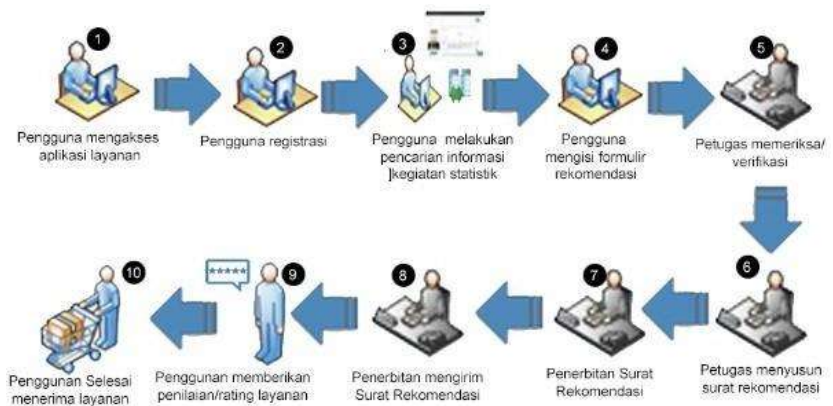 1
Pengguna mengakses
aplikasi layanan
2
Pengguna registrasi
3
Pengguna melakukan
pencarian informasi
]kegiatan statistik
4
Pengguna
mengisi formulir
rekomendasi
5
Petugas memeriksa/
verifikasi
6
Petugas menyusun
surat rekomendasi
7
Penerbitan Surat
Rekomendasi
8
Penerbitan mengirim
Surat Rekomendasi
*****
9
Penggunan memberikan
penilaian/rating layanan
10
Penggunan Selesai
menerima layanan